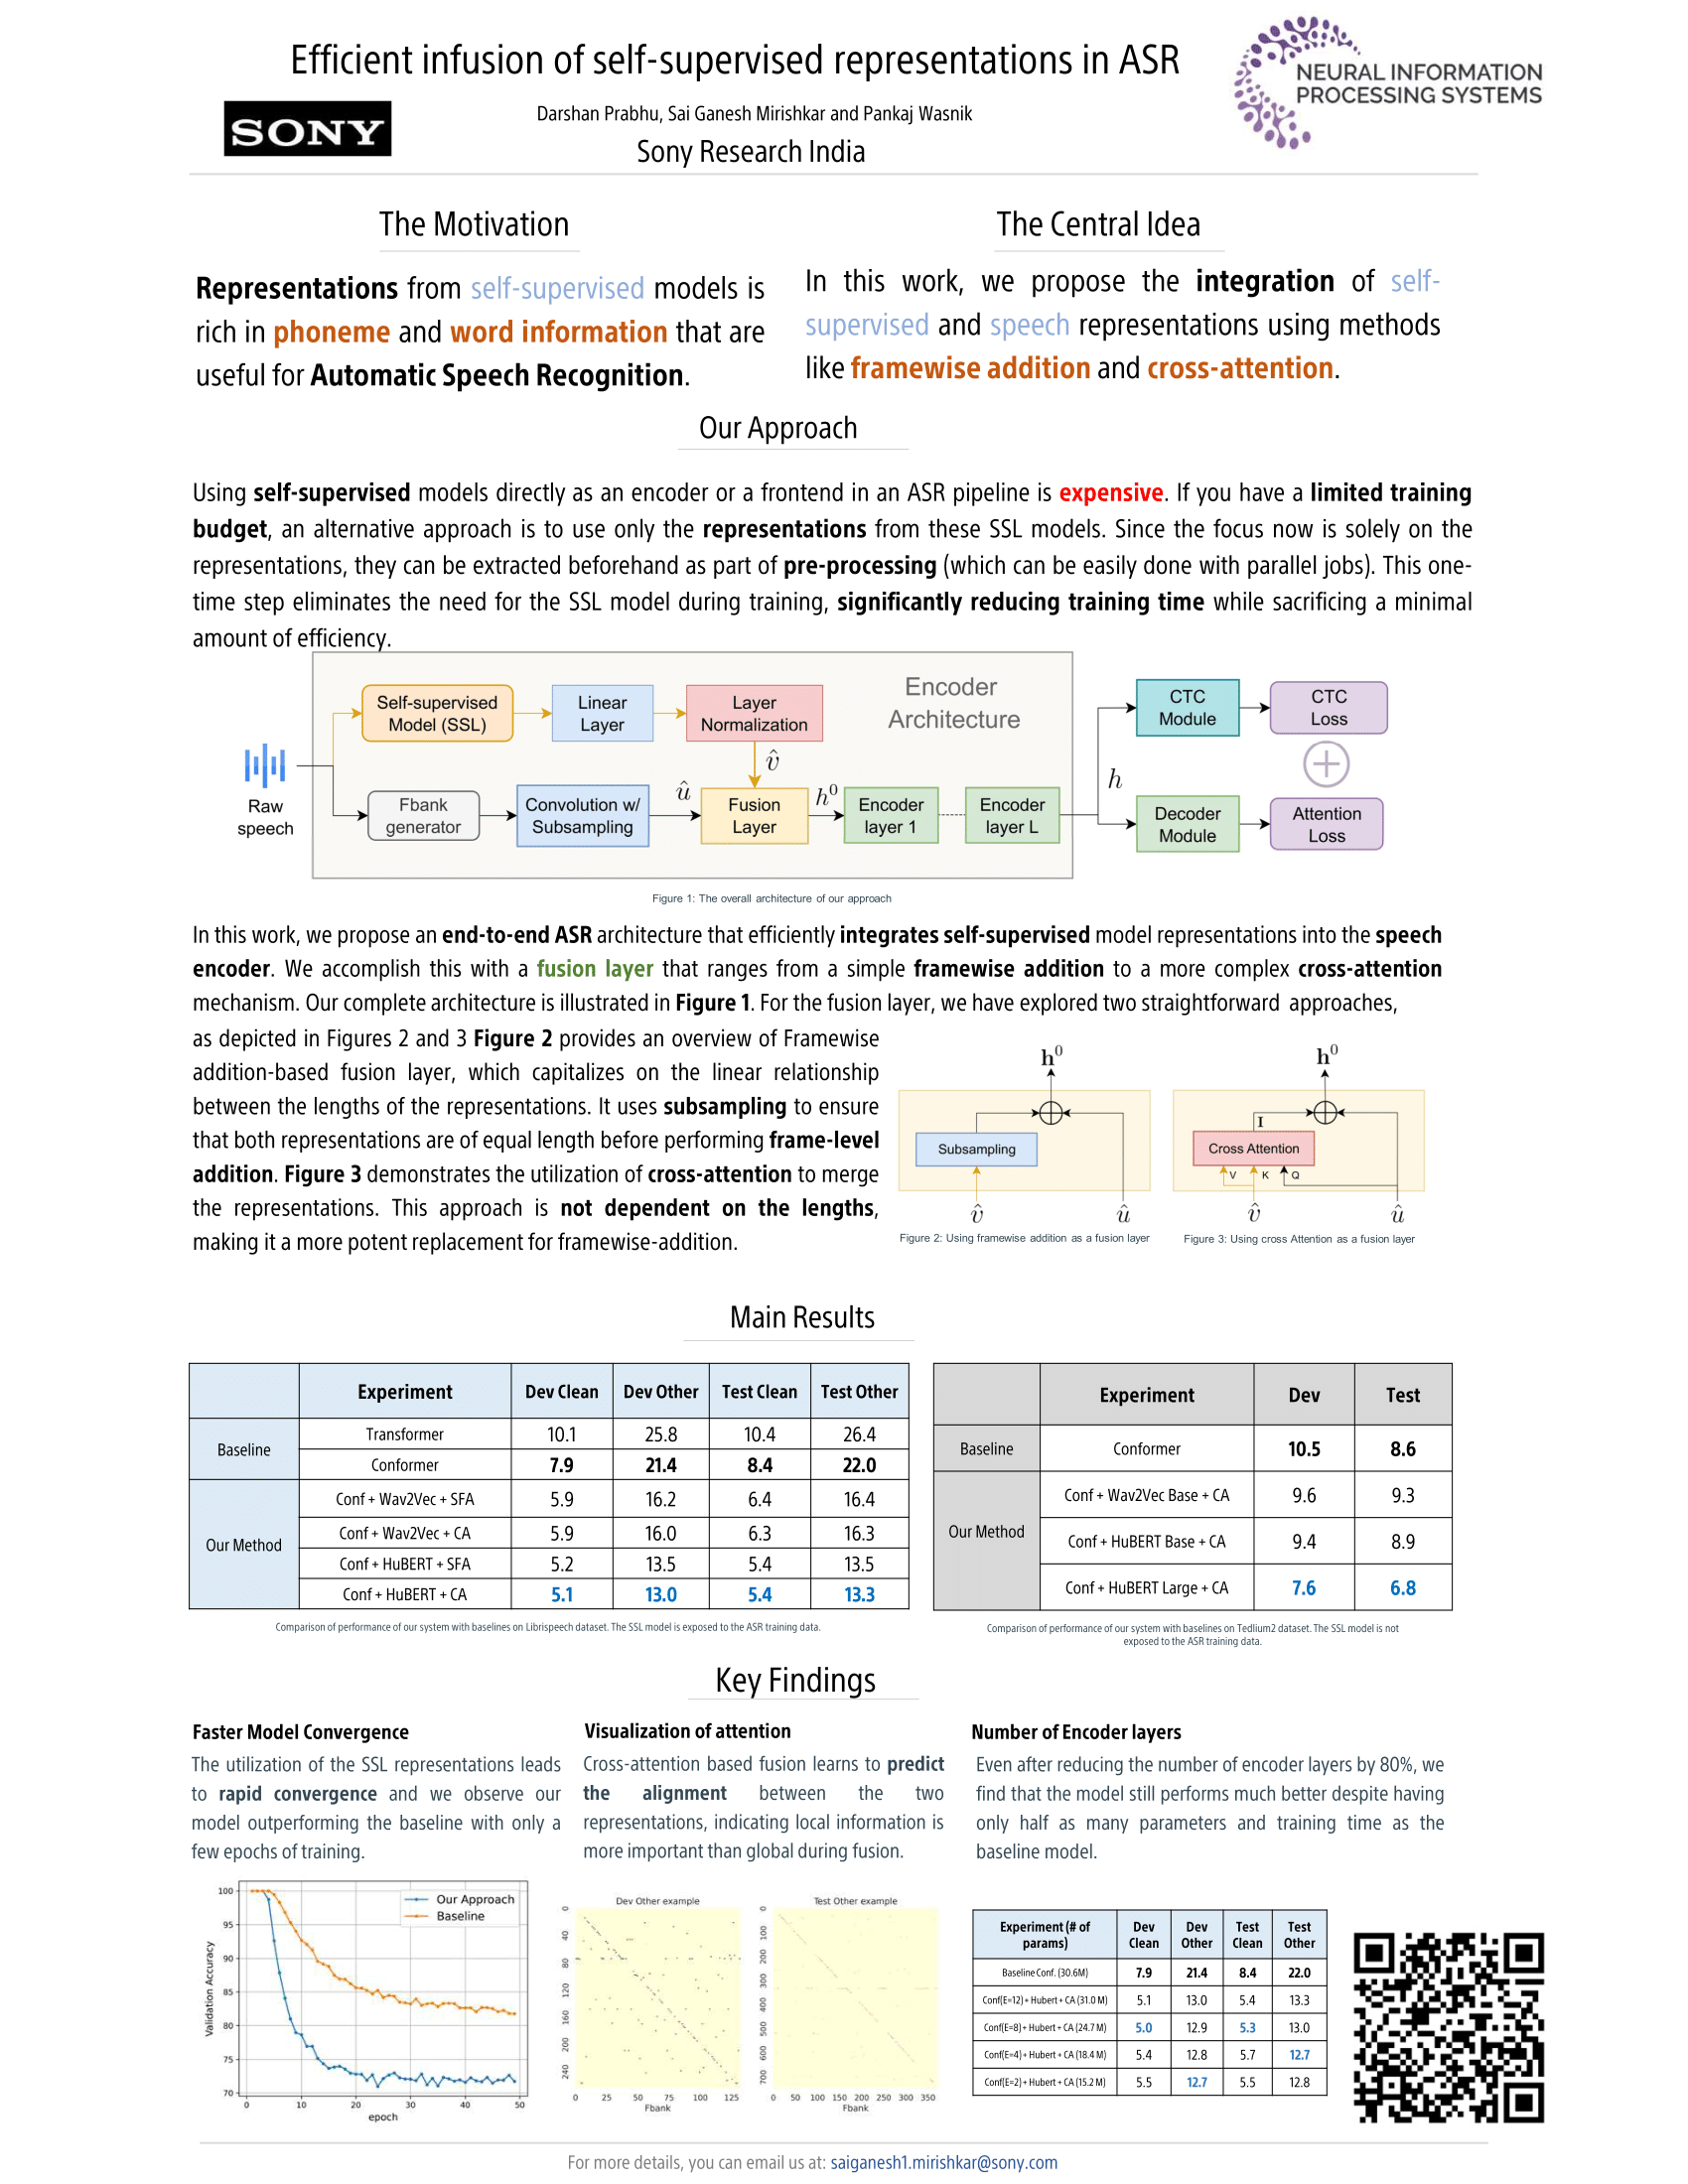 Efficient infusion of self-supervised representations in ASR
NEURAL INFORMATION
PROCESSING SYSTEMS
SONY
Darshan Prabhu, Sai Ganesh Mirishkar and Pankaj Wasnik
Sony Research India
The Motivation
Representations from self-supervised models is
rich in phoneme and word information that are
useful for Automatic Speech Recognition.
The Central Idea
In this work, we propose the integration of self-
supervised and speech representations using methods
like framewise addition and cross-attention.
Our Approach
Using self-supervised models directly as an encoder or a frontend in an ASR pipeline is expensive. If you have a limited training
budget, an alternative approach is to use only the representations from these SSL models. Since the focus now is solely on the
representations, they can be extracted beforehand as part of pre-processing (which can be easily done with parallel jobs). This one-
time step eliminates the need for the SSL model during training, significantly reducing training time while sacrificing a minimal
amount of efficiency.
Self-supervised
Model (SSL)
Linear
Layer
Layer
Normalization
Encoder
Architecture
CTC
Module
CTC
Loss
v̂
Raw
speech
Fbank
generator
Convolution w/
Subsampling
û
Fusion
Layer
h⁰
Encoder
layer 1
Encoder
layer L
h
Decoder
Module
Attention
Loss
Figure 1: The overall architecture of our approach
In this work, we propose an end-to-end ASR architecture that efficiently integrates self-supervised model representations into the speech
encoder. We accomplish this with a fusion layer that ranges from a simple framewise addition to a more complex cross-attention
mechanism. Our complete architecture is illustrated in Figure 1. For the fusion layer, we have explored two straightforward approaches,
as depicted in Figures 2 and 3 Figure 2 provides an overview of Framewise
addition-based fusion layer, which capitalizes on the linear relationship
between the lengths of the representations. It uses subsampling to ensure
that both representations are of equal length before performing frame-level
addition. Figure 3 demonstrates the utilization of cross-attention to merge
the representations. This approach is not dependent on the lengths,
making it a more potent replacement for framewise-addition.
h⁰
Subsampling
v̂ û
Figure 2: Using framewise addition as a fusion layer
h⁰
I
Cross Attention
V K Q
v̂ û
Figure 3: Using cross Attention as a fusion layer
Main Results
Experiment Dev Clean Dev Other Test Clean Test Other
Baseline
Transformer 10.1 25.8 10.4 26.4
Conformer 7.9 21.4 8.4 22.0
Our Method
Conf + Wav2Vec + SFA 5.9 16.2 6.4 16.4
Conf + Wav2Vec + CA 5.9 16.0 6.3 16.3
Conf + HuBERT + SFA 5.2 13.5 5.4 13.5
Conf + HuBERT + CA 5.1 13.0 5.4 13.3
Comparison of performance of our system with baselines on Librispeech dataset. The SSL model is exposed to the ASR training data.
Experiment Dev Test
Baseline Conformer 10.5 8.6
Our Method
Conf + Wav2Vec Base + CA 9.6 9.3
Conf + HuBERT Base + CA 9.4 8.9
Conf + HuBERT Large + CA 7.6 6.8
Comparison of performance of our system with baselines on Tedlium2 dataset. The SSL model is not
exposed to the ASR training data.
Key Findings
Faster Model Convergence
The utilization of the SSL representations leads
to rapid convergence and we observe our
model outperforming the baseline with only a
few epochs of training.
Validation Accuracy
100
95
90
85
80
75
70
Our Approach
Baseline
0 10 20 30 40 50
epoch
Visualization of attention
Cross-attention based fusion learns to predict
the alignment between the two
representations, indicating local information is
more important than global during fusion.
Dev Other example
0 40 80 120 160 200 240
0 25 50 75 100 125
Fbank
Test Other example
0 100 200 300 400 500 600 700
0 50 100 150 200 250 300 350
Fbank
Number of Encoder layers
Even after reducing the number of encoder layers by 80%, we
find that the model still performs much better despite having
only half as many parameters and training time as the
baseline model.
Experiment (# of params) Dev Clean Dev Other Test Clean Test Other
Baseline Conf. (30.6M) 7.9 21.4 8.4 22.0
Conf(E=12) + Hubert + CA (31.0 M) 5.1 13.0 5.4 13.3
Conf(E=8) + Hubert + CA (24.7 M) 5.0 12.9 5.3 13.0
Conf(E=4) + Hubert + CA (18.4 M) 5.4 12.8 5.7 12.7
Conf(E=2) + Hubert + CA (15.2 M) 5.5 12.7 5.5 12.8
For more details, you can email us at: saiganesh1.mirishkar@sony.com